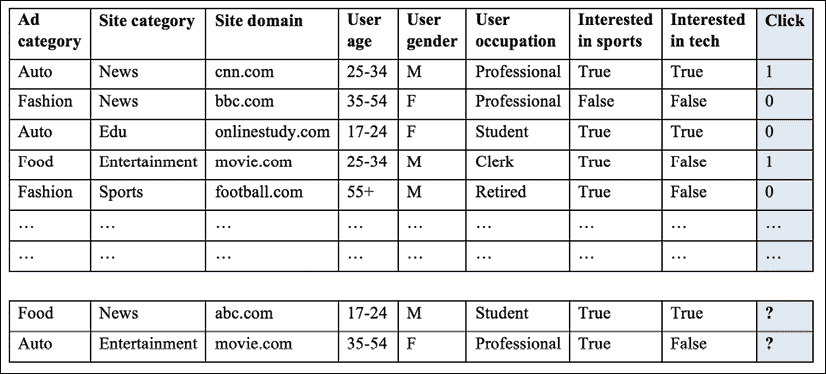 Ad category Site category Site domain User age User gender User occupation Interested in sports Interested in tech Click
Auto News cnn.com 25-34 M Professional True True 1
Fashion News bbc.com 35-54 F Professional False False 0
Auto Edu onlinestudy.com 17-24 F Student True True 0
Food Entertainment movie.com 25-34 M Clerk True False 1
Fashion Sports football.com 55+ M Retired True False 0
… … … … … … … … …
… … … … … … … … …
Food News abc.com 17-24 M Student True True ?
Auto Entertainment movie.com 35-54 F Professional True False ?